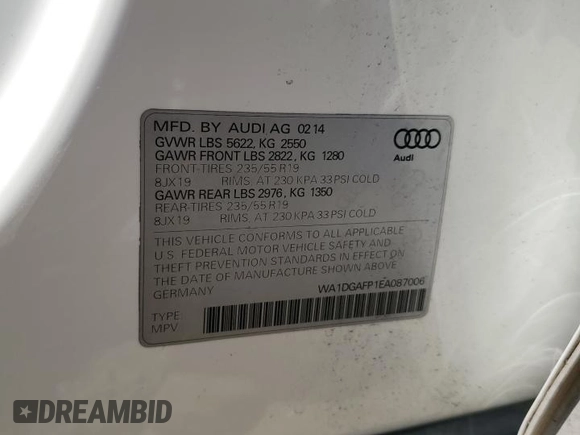 MFD. BY AUDI AG 02 14
GVWR LBS 5622, KG 2550
GAWR FRONT LBS 2822, KG 1280
FRONT-TIRES 235/55 R19
8JX19 RIMS, AT 230 KPA 33 PSI COLD
GAWR REAR LBS 2976, KG 1350
REAR-TIRES 235/55 R19
8JX19 RIMS, AT 230 KPA 33 PSI COLD
Audi
THIS VEHICLE CONFORMS TO ALL APPLICABLE
U.S. FEDERAL MOTOR VEHICLE SAFETY AND
THEFT PREVENTION STANDARDS IN EFFECT ON
THE DATE OF MANUFACTURE SHOWN ABOVE
GERMANY
WA1DGAFP1EA087006
TYPE:
MPV
DREAMBID